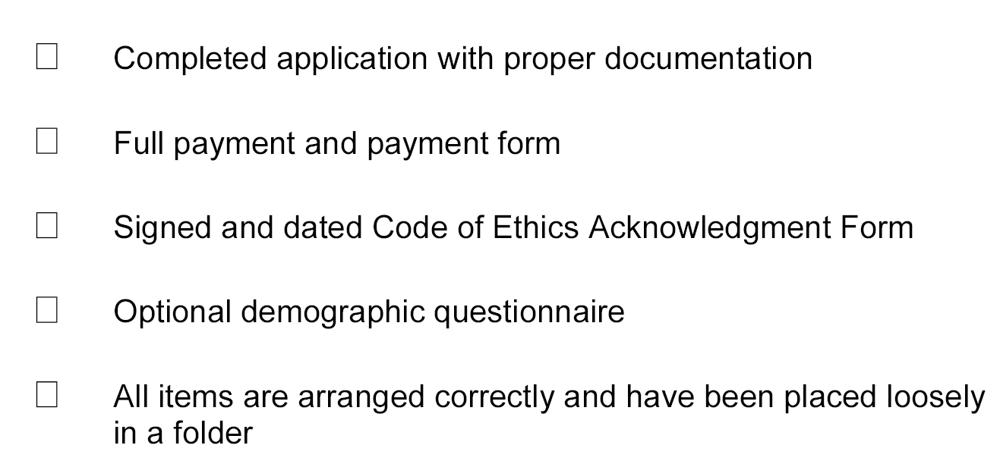 ☐ Completed application with proper documentation
☐ Full payment and payment form
☐ Signed and dated Code of Ethics Acknowledgment Form
☐ Optional demographic questionnaire
☐ All items are arranged correctly and have been placed loosely
in a folder